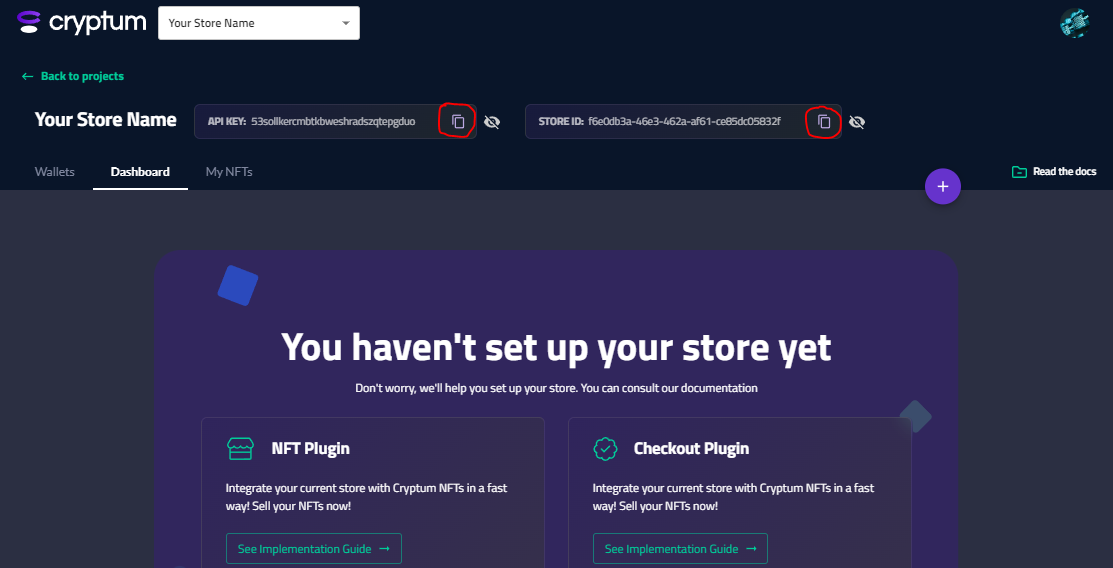 cryptum
Your Store Name
Back to projects
Your Store Name
API KEY: 53sollkercmbtkbweshradszqtepgduo
STORE ID: f6e0db3a-46e3-462a-af61-ce85dc05832f
Wallets Dashboard My NFTs
Read the docs
You haven't set up your store yet
Don't worry, we'll help you set up your store. You can consult our documentation
NFT Plugin
Integrate your current store with Cryptum NFTs in a fast
way! Sell your NFTs now!
See Implementation Guide →
Checkout Plugin
Integrate your current store with Cryptum NFTs in a fast
way! Sell your NFTs now!
See Implementation Guide →